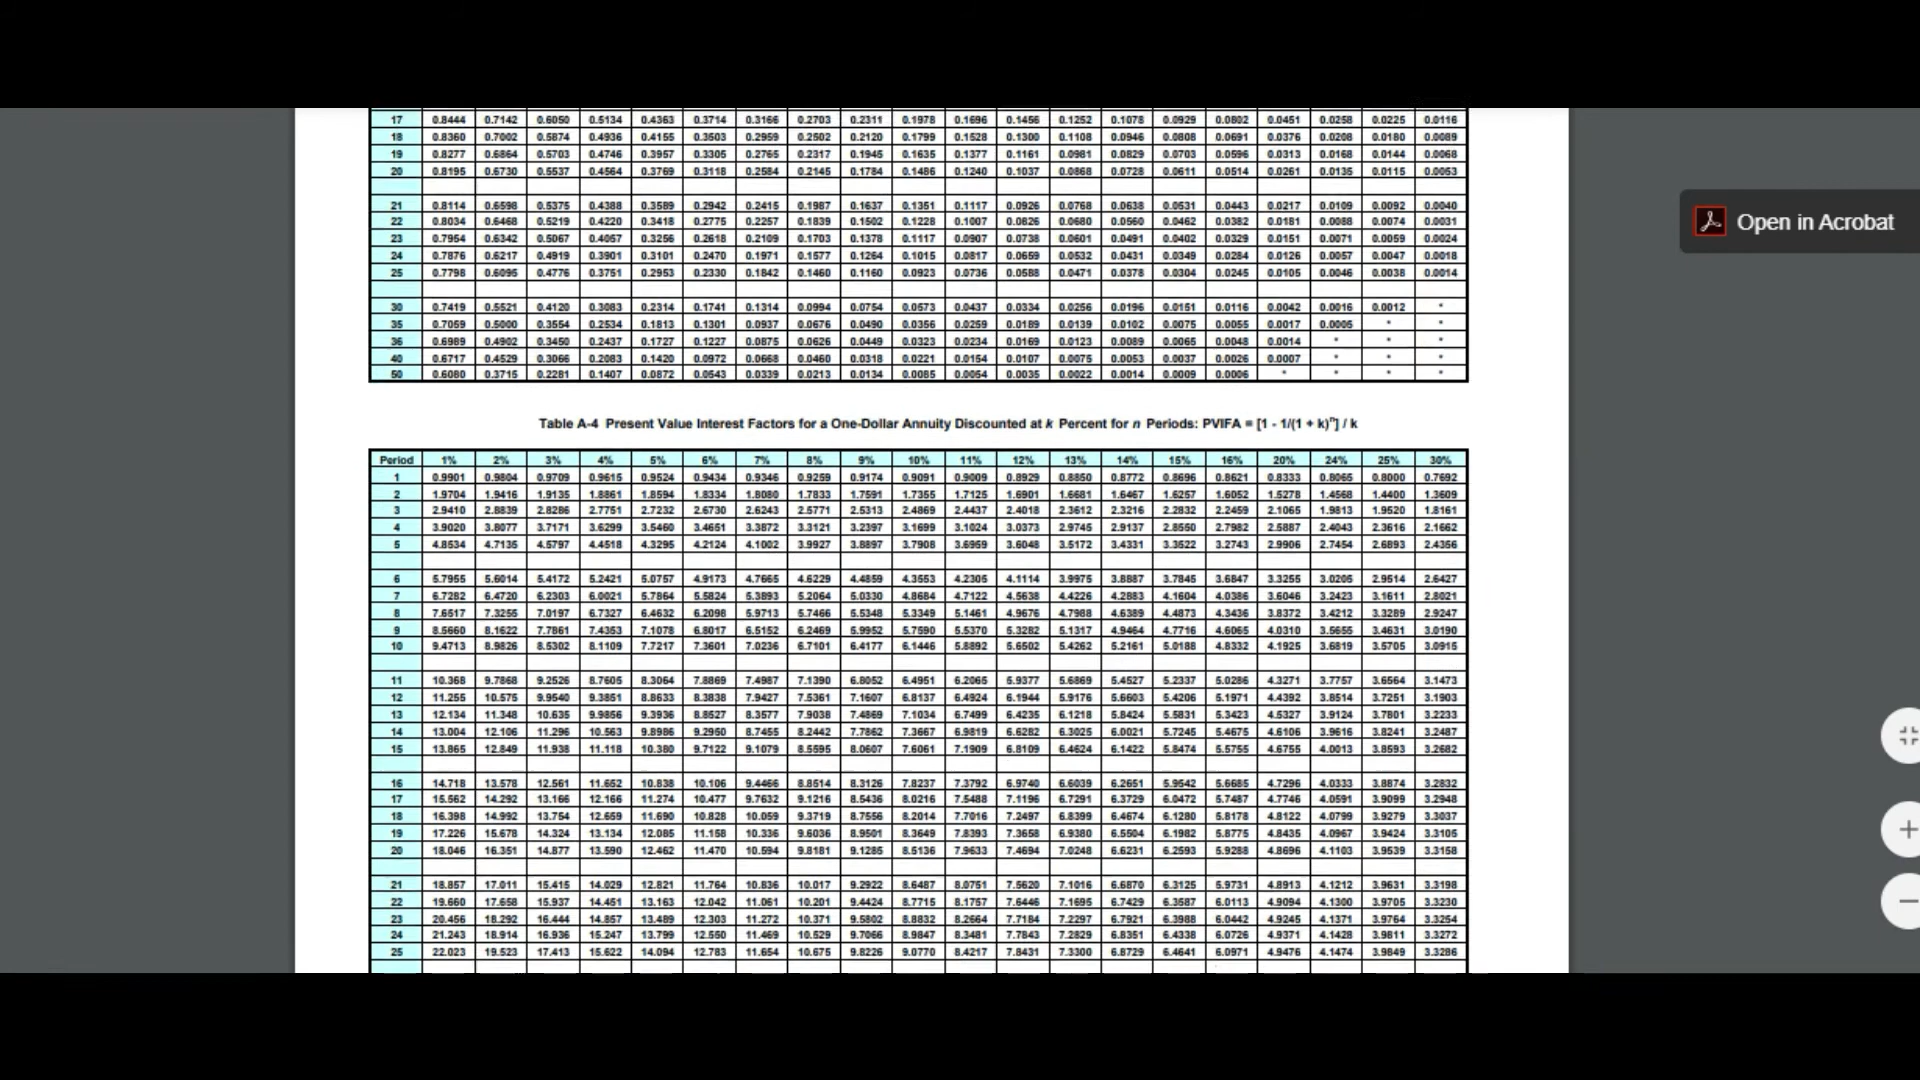 17 0.8444 0.7142 0.6050 0.5134 0.4363 0.3714 0.3166 0.2703 0.2311 0.1978 0.1696 0.1456 0.1252 0.1078 0.0929 0.0802 0.0451 0.0258 0.0225 0.0116
18 0.8360 0.7002 0.5874 0.4936 0.4155 0.3503 0.2959 0.2502 0.2120 0.1799 0.1528 0.1300 0.1108 0.0946 0.0808 0.0691 0.0376 0.0208 0.0180 0.0089
19 0.8277 0.6864 0.5703 0.4746 0.3957 0.3305 0.2765 0.2317 0.1945 0.1635 0.1377 0.1161 0.0981 0.0829 0.0703 0.0596 0.0313 0.0168 0.0144 0.0068
20 0.8195 0.6730 0.5537 0.4564 0.3769 0.3118 0.2584 0.2145 0.1784 0.1486 0.1240 0.1037 0.0868 0.0728 0.0611 0.0514 0.0261 0.0135 0.0115 0.0053
21 0.8114 0.6598 0.5375 0.4388 0.3589 0.2942 0.2415 0.1987 0.1637 0.1351 0.1117 0.0926 0.0768 0.0638 0.0531 0.0443 0.0217 0.0109 0.0092 0.0040
22 0.8034 0.6468 0.5219 0.4220 0.3418 0.2775 0.2257 0.1839 0.1502 0.1228 0.1007 0.0826 0.0680 0.0560 0.0462 0.0382 0.0181 0.0088 0.0074 0.0031
23 0.7954 0.6342 0.5067 0.4057 0.3256 0.2618 0.2109 0.1703 0.1378 0.1117 0.0907 0.0738 0.0601 0.0491 0.0402 0.0329 0.0151 0.0071 0.0059 0.0024
24 0.7876 0.6217 0.4919 0.3901 0.3101 0.2470 0.1971 0.1577 0.1264 0.1015 0.0817 0.0659 0.0532 0.0431 0.0349 0.0284 0.0126 0.0057 0.0047 0.0018
25 0.7798 0.6095 0.4776 0.3751 0.2953 0.2330 0.1842 0.1460 0.1160 0.0923 0.0736 0.0588 0.0471 0.0378 0.0304 0.0245 0.0105 0.0046 0.0038 0.0014
30 0.7419 0.5521 0.4120 0.3083 0.2314 0.1741 0.1314 0.0994 0.0754 0.0573 0.0437 0.0334 0.0256 0.0196 0.0151 0.0116 0.0042 0.0016 0.0012 *
35 0.7059 0.5000 0.3554 0.2534 0.1813 0.1301 0.0937 0.0676 0.0490 0.0356 0.0259 0.0189 0.0139 0.0102 0.0075 0.0055 0.0017 0.0005 * *
36 0.6989 0.4902 0.3450 0.2437 0.1727 0.1227 0.0875 0.0626 0.0449 0.0323 0.0234 0.0169 0.0123 0.0089 0.0065 0.0048 0.0014 * * *
40 0.6717 0.4529 0.3066 0.2083 0.1420 0.0972 0.0668 0.0460 0.0318 0.0221 0.0154 0.0107 0.0075 0.0053 0.0037 0.0026 0.0007 * * *
50 0.6080 0.3715 0.2281 0.1407 0.0872 0.0543 0.0339 0.0213 0.0134 0.0085 0.0054 0.0035 0.0022 0.0014 0.0009 0.0006 * * * *
Open in Acrobat
Table A-4 Present Value Interest Factors for a One-Dollar Annuity Discounted at k Percent for n Periods: PVIFA = [1 - 1/(1 + k)ⁿ] / k
Period 1% 2% 3% 4% 5% 6% 7% 8% 9% 10% 11% 12% 13% 14% 15% 16% 20% 24% 25% 30%
1 0.9901 0.9804 0.9709 0.9615 0.9524 0.9434 0.9346 0.9259 0.9174 0.9091 0.9009 0.8929 0.8850 0.8772 0.8696 0.8621 0.8333 0.8065 0.8000 0.7692
2 1.9704 1.9416 1.9135 1.8861 1.8594 1.8334 1.8080 1.7833 1.7591 1.7355 1.7125 1.6901 1.6681 1.6467 1.6257 1.6052 1.5278 1.4568 1.4400 1.3609
3 2.9410 2.8839 2.8286 2.7751 2.7232 2.6730 2.6243 2.5771 2.5313 2.4869 2.4437 2.4018 2.3612 2.3216 2.2832 2.2459 2.1065 1.9813 1.9520 1.8161
4 3.9020 3.8077 3.7171 3.6299 3.5460 3.4651 3.3872 3.3121 3.2397 3.1699 3.1024 3.0373 2.9745 2.9137 2.8550 2.7982 2.5887 2.4043 2.3616 2.1662
5 4.8534 4.7135 4.5797 4.4518 4.3295 4.2124 4.1002 3.9927 3.8897 3.7908 3.6959 3.6048 3.5172 3.4331 3.3522 3.2743 2.9906 2.7454 2.6893 2.4356
6 5.7955 5.6014 5.4172 5.2421 5.0757 4.9173 4.7665 4.6229 4.4859 4.3553 4.2305 4.1114 3.9975 3.8887 3.7845 3.6847 3.3255 3.0205 2.9514 2.6427
7 6.7282 6.4720 6.2303 6.0021 5.7864 5.5824 5.3893 5.2064 5.0330 4.8684 4.7122 4.5638 4.4226 4.2883 4.1604 4.0386 3.6046 3.2423 3.1611 2.8021
8 7.6517 7.3255 7.0197 6.7327 6.4632 6.2098 5.9713 5.7466 5.5348 5.3349 5.1461 4.9676 4.7988 4.6389 4.4873 4.3436 3.8372 3.4212 3.3289 2.9247
9 8.5660 8.1622 7.7861 7.4353 7.1078 6.8017 6.5152 6.2469 5.9952 5.7590 5.5370 5.3282 5.1317 4.9464 4.7716 4.6065 4.0310 3.5655 3.4631 3.0190
10 9.4713 8.9826 8.5302 8.1109 7.7217 7.3601 7.0236 6.7101 6.4177 6.1446 5.8892 5.6502 5.4262 5.2161 5.0188 4.8332 4.1925 3.6819 3.5705 3.0915
11 10.368 9.7868 9.2526 8.7605 8.3064 7.8869 7.4987 7.1390 6.8052 6.4951 6.2065 5.9377 5.6869 5.4527 5.2337 5.0286 4.3271 3.7757 3.6564 3.1473
12 11.255 10.575 9.9540 9.3851 8.8633 8.3838 7.9427 7.5361 7.1607 6.8137 6.4924 6.1944 5.9176 5.6603 5.4206 5.1971 4.4392 3.8514 3.7251 3.1903
13 12.134 11.348 10.635 9.9856 9.3936 8.8527 8.3577 7.9038 7.4869 7.1034 6.7499 6.4235 6.1218 5.8424 5.5831 5.3423 4.5327 3.9124 3.7801 3.2233
14 13.004 12.106 11.296 10.563 9.8986 9.2950 8.7455 8.2442 7.7862 7.3667 6.9819 6.6282 6.3025 6.0021 5.7245 5.4675 4.6106 3.9616 3.8241 3.2487
15 13.865 12.849 11.938 11.118 10.380 9.7122 9.1079 8.5595 8.0607 7.6061 7.1909 6.8109 6.4624 6.1422 5.8474 5.5755 4.6755 4.0013 3.8593 3.2682
16 14.718 13.578 12.561 11.652 10.838 10.106 9.4466 8.8514 8.3126 7.8237 7.3792 6.9740 6.6039 6.2651 5.9542 5.6685 4.7296 4.0333 3.8874 3.2832
17 15.562 14.292 13.166 12.166 11.274 10.477 9.7632 9.1216 8.5436 8.0216 7.5488 7.1196 6.7291 6.3729 6.0472 5.7487 4.7746 4.0591 3.9099 3.2948
18 16.398 14.992 13.754 12.659 11.690 10.828 10.059 9.3719 8.7556 8.2014 7.7016 7.2497 6.8399 6.4674 6.1280 5.8178 4.8122 4.0799 3.9279 3.3037
19 17.226 15.678 14.324 13.134 12.085 11.158 10.336 9.6036 8.9501 8.3649 7.8393 7.3658 6.9380 6.5504 6.1982 5.8775 4.8435 4.0967 3.9424 3.3105
20 18.046 16.351 14.877 13.590 12.462 11.470 10.594 9.8181 9.1285 8.5136 7.9633 7.4694 7.0248 6.6231 6.2593 5.9288 4.8696 4.1103 3.9539 3.3158
21 18.857 17.011 15.415 14.029 12.821 11.764 10.836 10.017 9.2922 8.6487 8.0751 7.5620 7.1016 6.6870 6.3125 5.9731 4.8913 4.1212 3.9631 3.3198
22 19.660 17.658 15.937 14.451 13.163 12.042 11.061 10.201 9.4424 8.7715 8.1757 7.6446 7.1695 6.7429 6.3587 6.0113 4.9094 4.1300 3.9705 3.3230
23 20.456 18.292 16.444 14.857 13.489 12.303 11.272 10.371 9.5802 8.8832 8.2664 7.7184 7.2297 6.7921 6.3988 6.0442 4.9245 4.1371 3.9764 3.3254
24 21.243 18.914 16.936 15.247 13.799 12.550 11.469 10.529 9.7066 8.9847 8.3481 7.7843 7.2829 6.8351 6.4338 6.0726 4.9371 4.1428 3.9811 3.3272
25 22.023 19.523 17.413 15.622 14.094 12.783 11.654 10.675 9.8226 9.0770 8.4217 7.8431 7.3300 6.8729 6.4641 6.0971 4.9476 4.1474 3.9849 3.3286